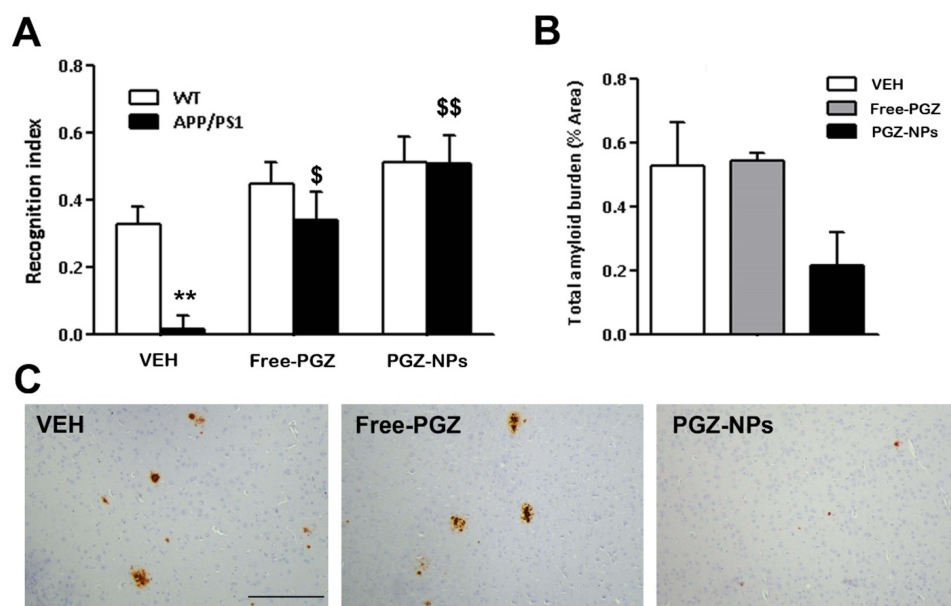 A
Recognition index
0.8
0.6
0.4
0.2
0.0
WT
APP/PS1
**
$
$$
VEH
Free-PGZ
PGZ-NPs
B
Total amyloid burden (% Area)
0.8
0.6
0.4
0.2
0.0
VEH
Free-PGZ
PGZ-NPs
C
VEH
Free-PGZ
PGZ-NPs